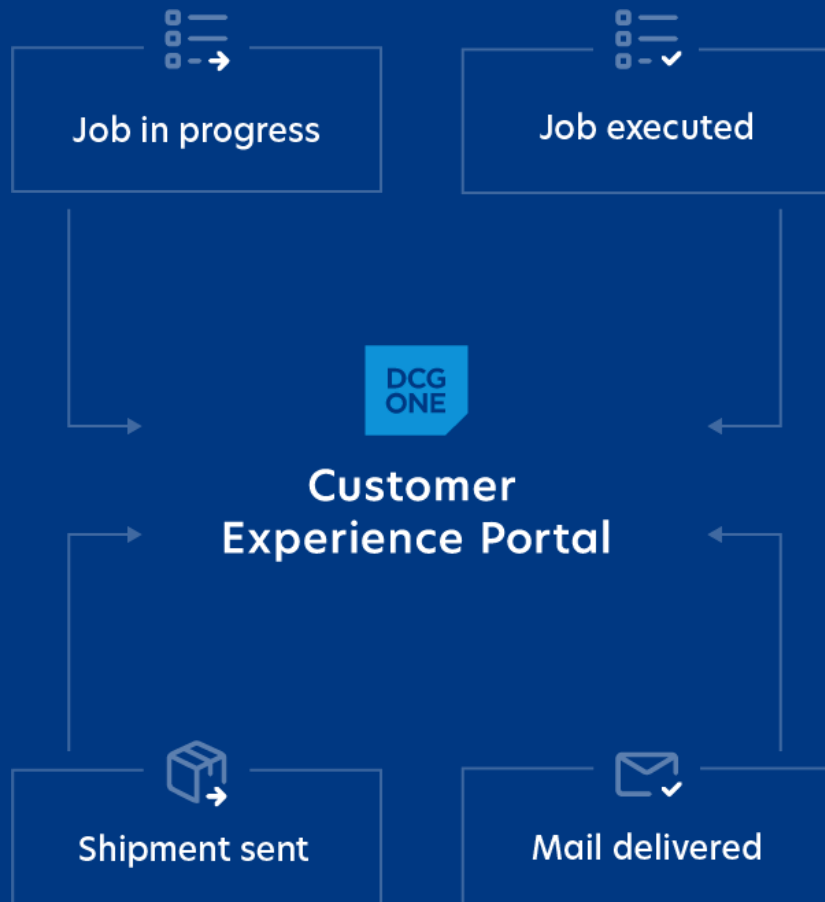 Job in progress
Job executed
DCG
ONE
Customer
Experience Portal
Shipment sent
Mail delivered